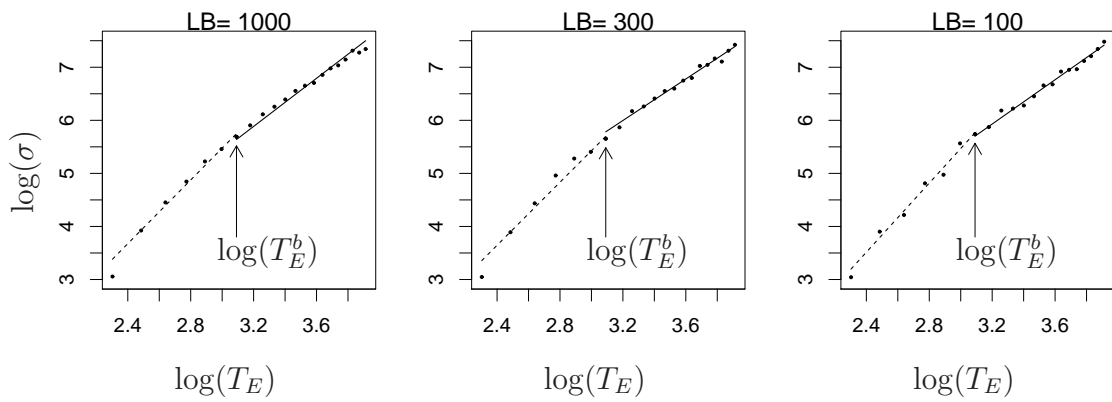 LB= 1000 LB= 300 LB= 100
7 7 7
6 6 6
log(σ) 5 5 5
4 log(T_E^b) 4 log(T_E^b) 4 log(T_E^b)
3 3 3
2.4 2.8 3.2 3.6 2.4 2.8 3.2 3.6 2.4 2.8 3.2 3.6
log(T_E) log(T_E) log(T_E)